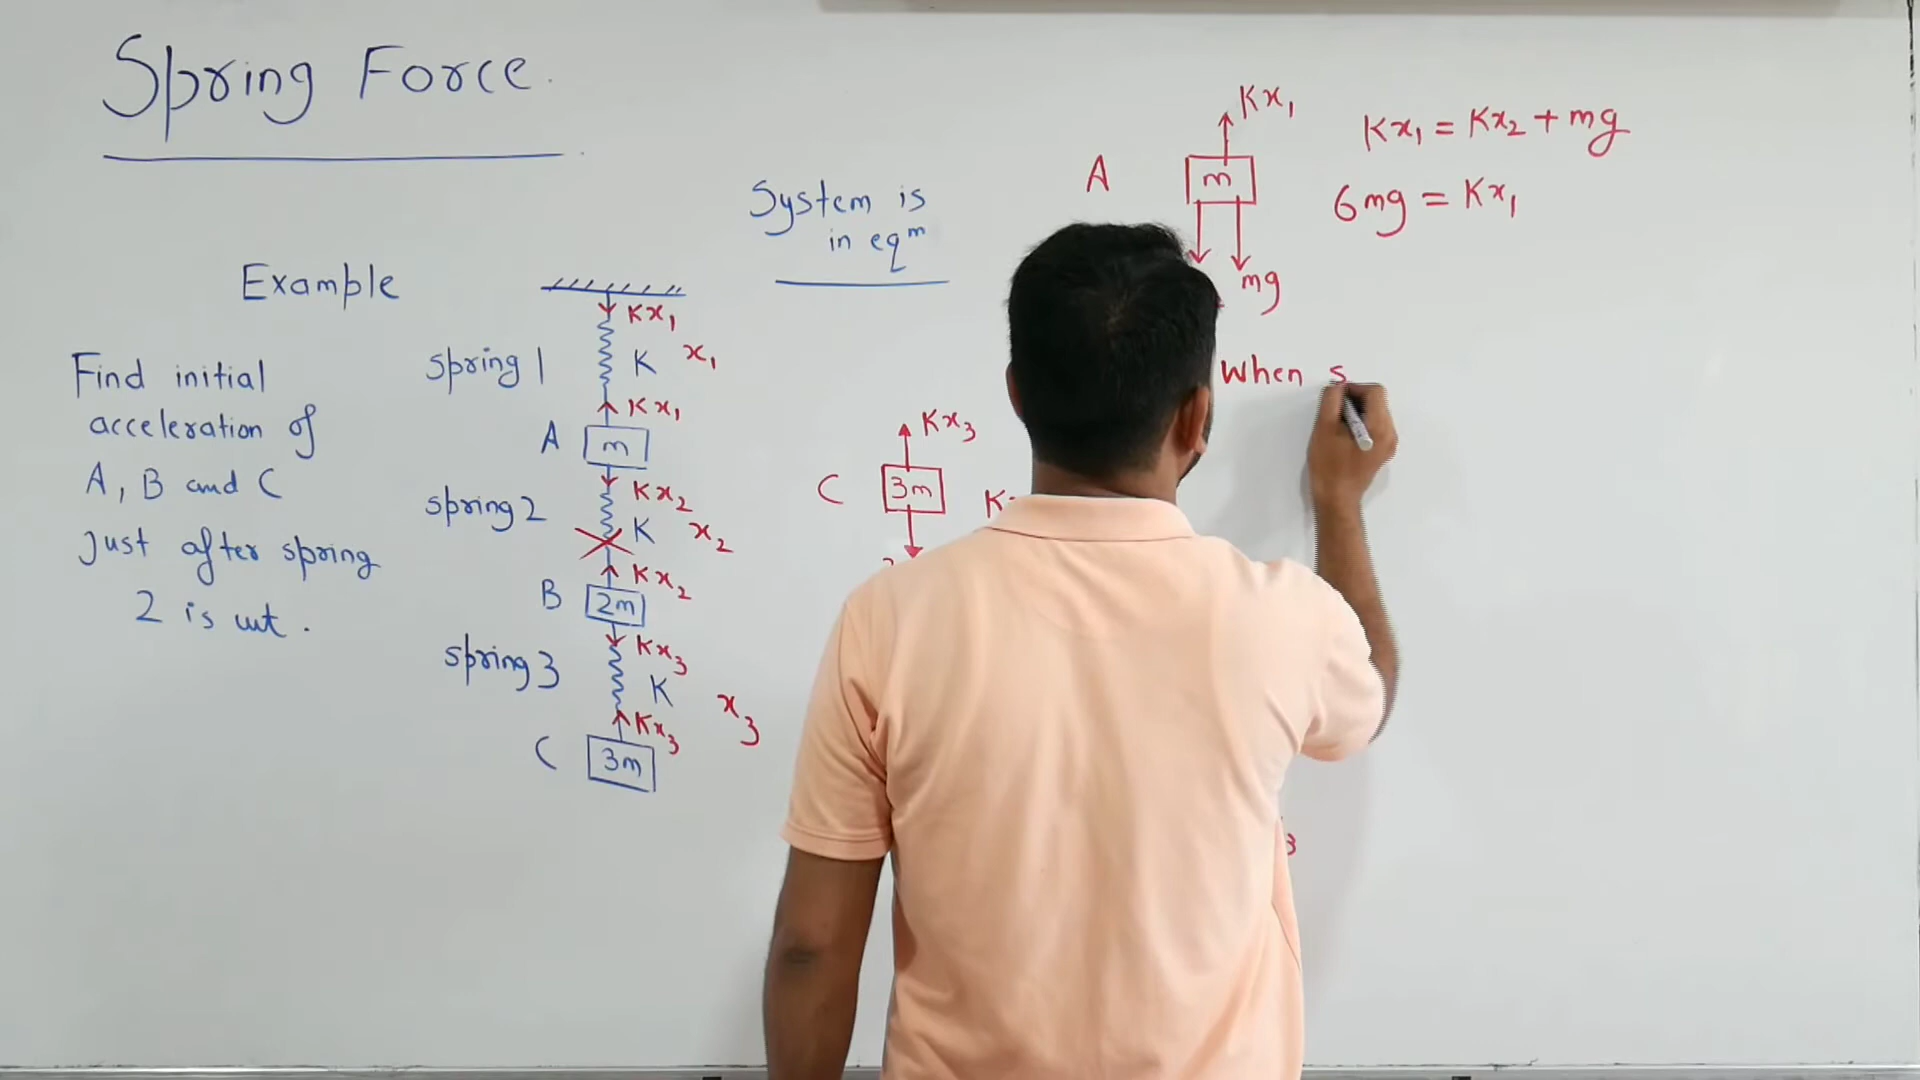 Spring Force.
System is
in eqᵐ
Example
Find initial
acceleration of
A, B and C
Just after spring
2 is cut.
Kx₁
spring 1
K
x₁
Kx₁
A
m
Kx₂
spring 2
K
x₂
Kx₂
B
2m
Kx₃
spring 3
K
x₃
Kx₃
C
3m
Kx₃
C
3m
Kx₁
A
m
mg
Kx₁ = Kx₂ + mg
6mg = Kx₁
When s